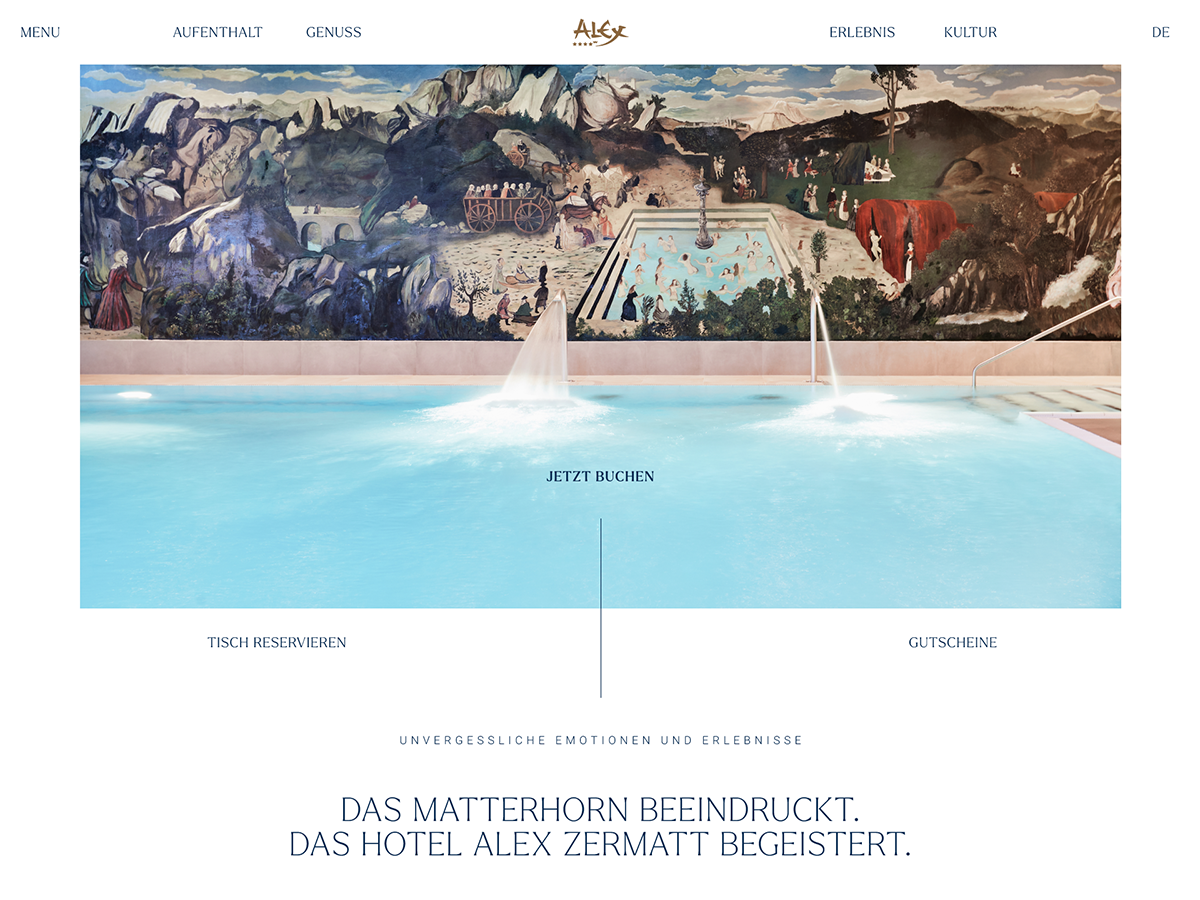 MENU
AUFENTHALT
GENUSS
ALEX
ERLEBNIS
KULTUR
DE
JETZT BUCHEN
TISCH RESERVIEREN
GUTSCHEINE
UNVERGESSLICHE EMOTIONEN UND ERLEBNISSE
DAS MATTERHORN BEEINDRUCKT.
DAS HOTEL ALEX ZERMATT BEGEISTERT.